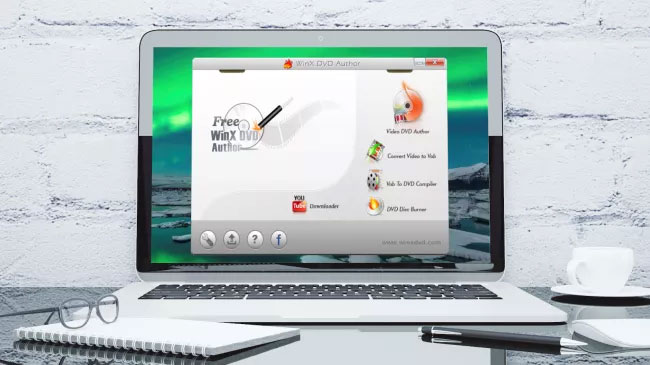 WinX DVD Author
Free
WinX DVD
Author
Video DVD Author
Convert Video to Vob
Vob To DVD Compiler
DVD Disc Burner
YOU
Tube
Downloader
?
f
www.winxdvd.com